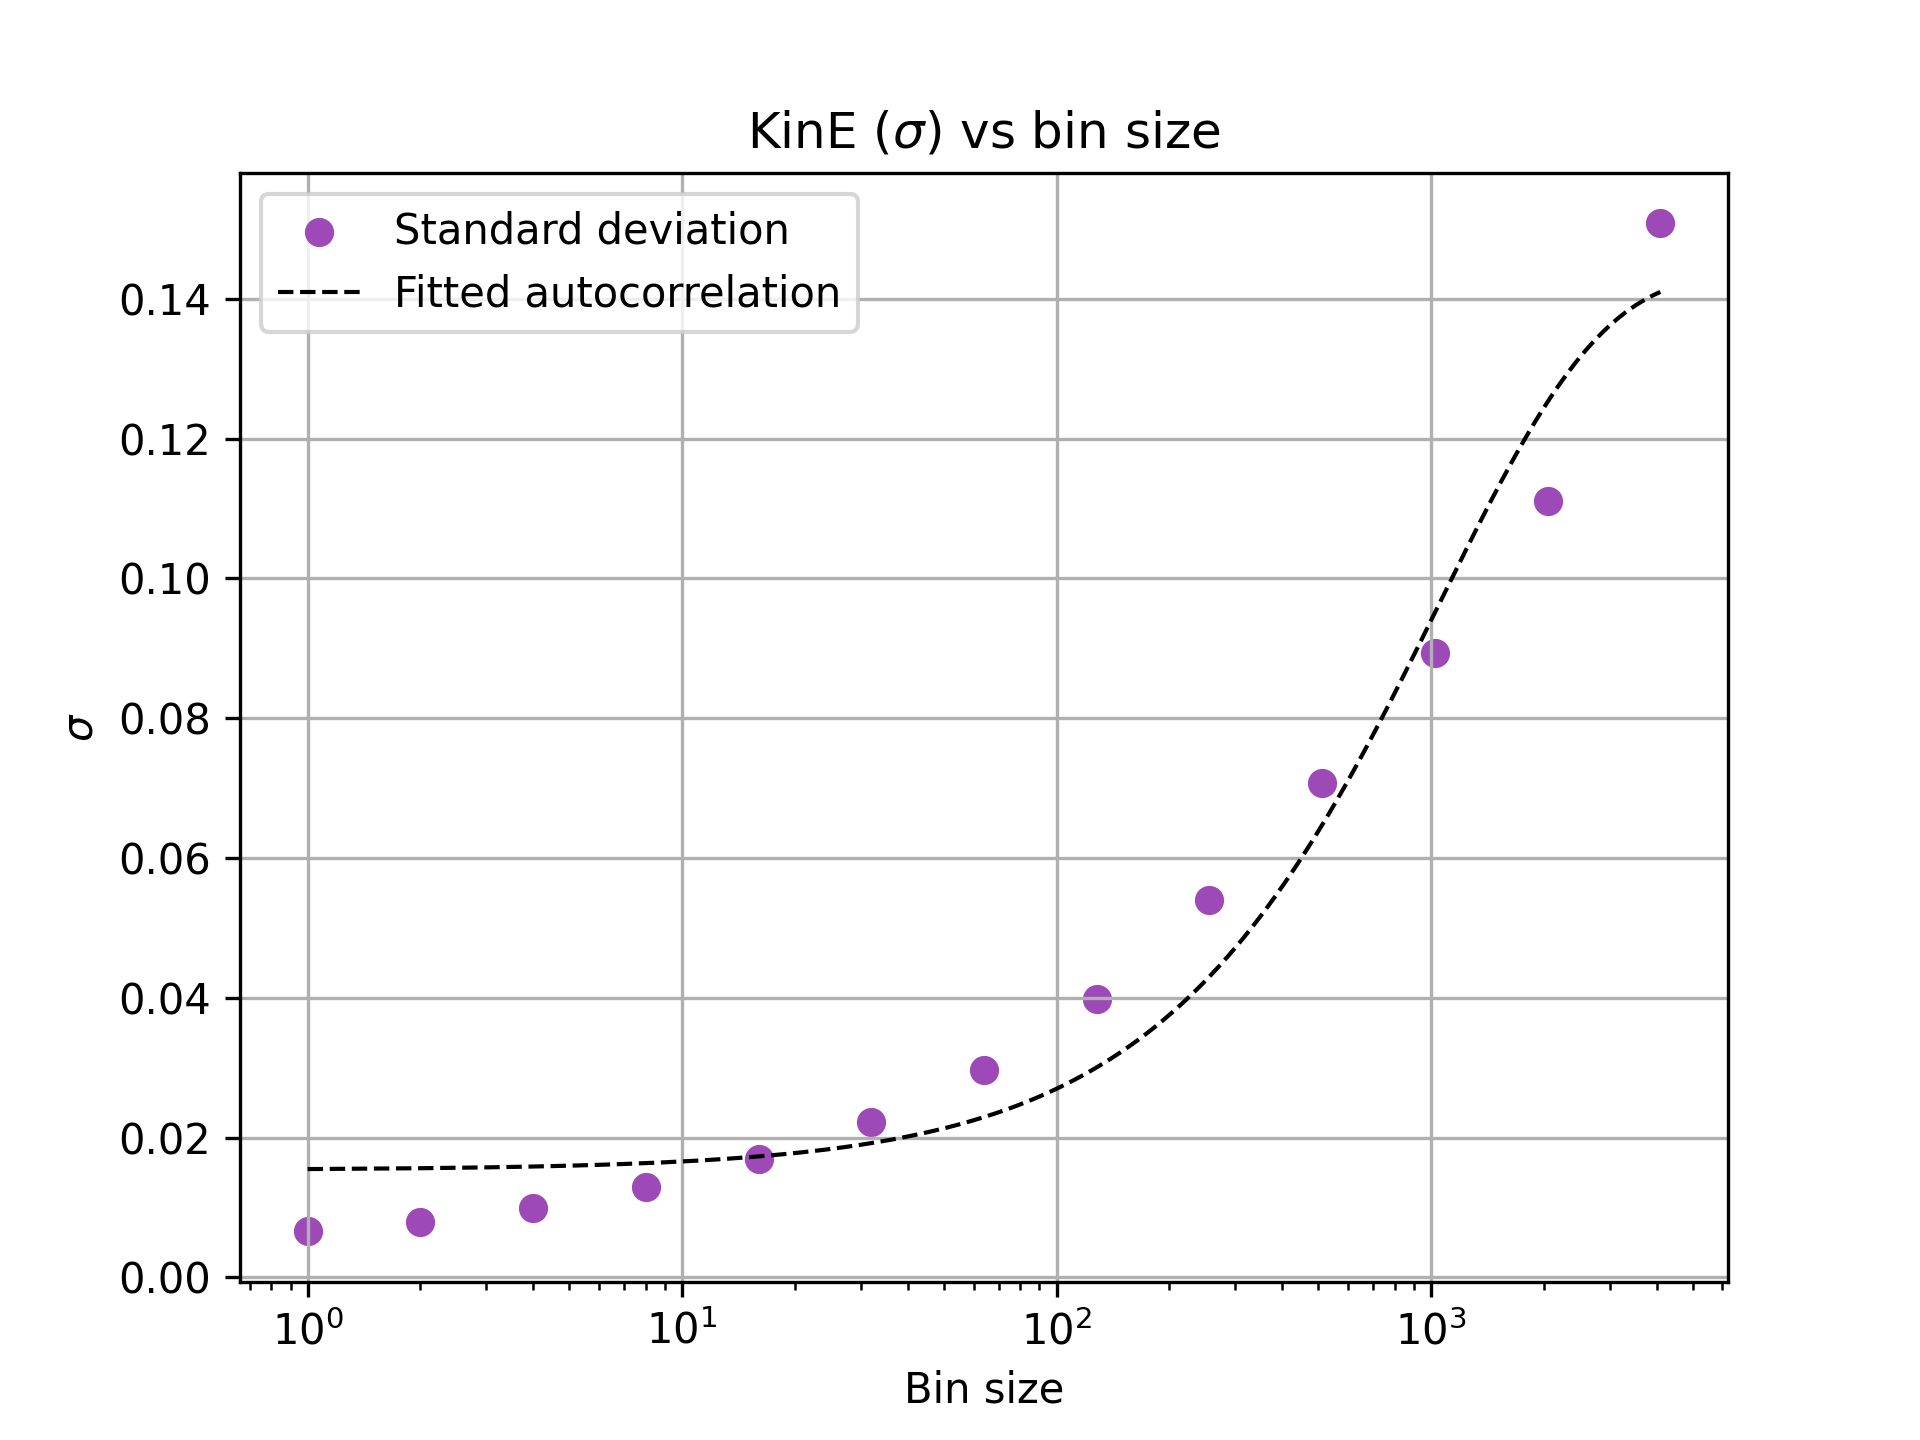 KinE (σ) vs bin size
Standard deviation
Fitted autocorrelation
0.14
0.12
0.10
0.08
0.06
0.04
0.02
0.00
σ
10⁰ 10¹ 10² 10³
Bin size